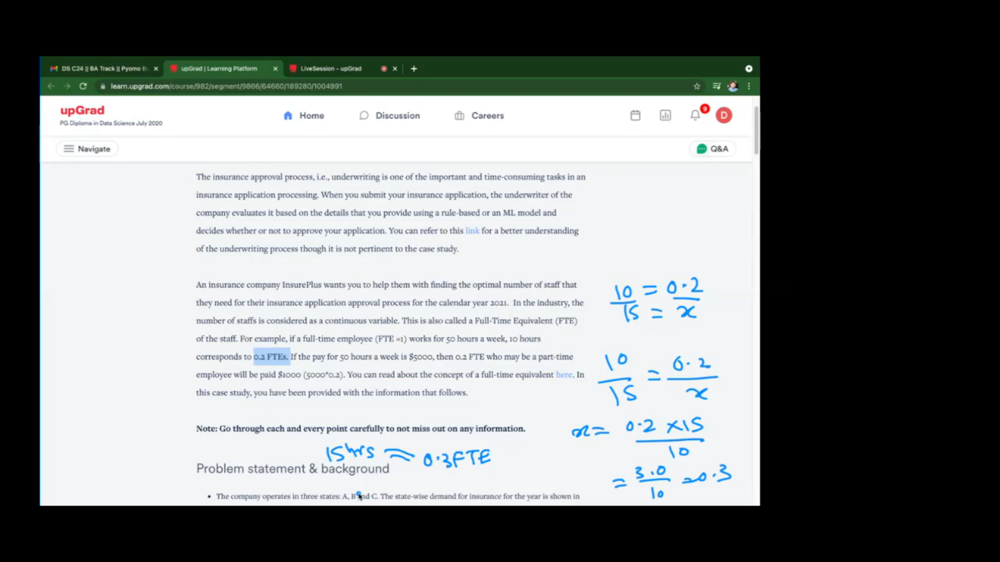 DS C24 || BA Track || Pyomo Bu
upGrad | Learning Platform
LiveSession - upGrad
learn.upgrad.com/course/982/segment/9866/64660/189280/1004991
upGrad
PG Diploma in Data Science July 2020
Home
Discussion
Careers
9
D
Navigate
Q&A
The insurance approval process, i.e., underwriting is one of the important and time-consuming tasks in an
insurance application processing. When you submit your insurance application, the underwriter of the
company evaluates it based on the details that you provide using a rule-based or an ML model and
decides whether or not to approve your application. You can refer to this link for a better understanding
of the underwriting process though it is not pertinent to the case study.
An insurance company InsurePlus wants you to help them with finding the optimal number of staff that
they need for their insurance application approval process for the calendar year 2021. In the industry, the
number of staffs is considered as a continuous variable. This is also called a Full-Time Equivalent (FTE)
of the staff. For example, if a full-time employee (FTE =1) works for 50 hours a week, 10 hours
corresponds to 0.2 FTEs. If the pay for 50 hours a week is $5000, then 0.2 FTE who may be a part-time
employee will be paid $1000 (5000*0.2). You can read about the concept of a full-time equivalent here. In
this case study, you have been provided with the information that follows.
Note: Go through each and every point carefully to not miss out on any information.
15hrs ≈ 0.3FTE
Problem statement & background
• The company operates in three states: A, B and C. The state-wise demand for insurance for the year is shown in
10 = 0.2
15 = x
10
15
=
0.2
x
x = 0.2 x 15
10
= 3.0 = 0.3
10